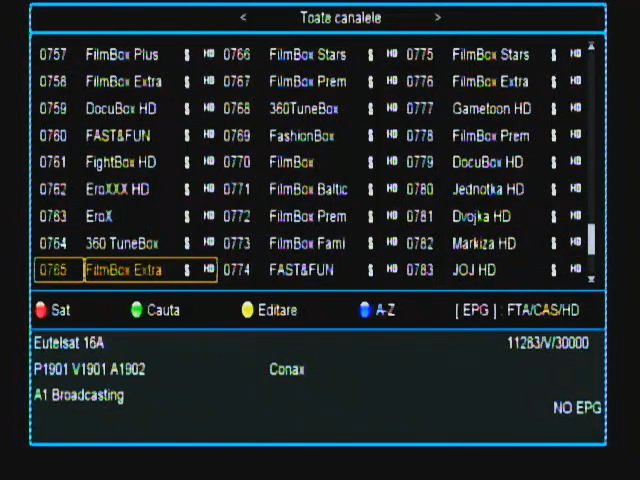 < Toate canalele >
0757 FilmBox Plus $ HD 0766 FilmBox Stars $ HD 0775 FilmBox Stars $ HD
0758 FilmBox Extra $ HD 0767 FilmBox Prem $ HD 0776 FilmBox Extra $ HD
0759 DocuBox HD $ HD 0768 360TuneBox $ HD 0777 Gametoon HD $ HD
0760 FAST&FUN $ HD 0769 FashionBox $ HD 0778 FilmBox Prem $ HD
0761 FightBox HD $ HD 0770 FilmBox $ HD 0779 DocuBox HD $ HD
0762 EroXXX HD $ HD 0771 FilmBox Baltic $ HD 0780 Jednotka HD $ HD
0763 EroX $ HD 0772 FilmBox Prem $ HD 0781 Dvojka HD $ HD
0764 360 TuneBox $ HD 0773 FilmBox Fami $ HD 0782 Markiza HD $ HD
0765 FilmBox Extra $ HD 0774 FAST&FUN $ HD 0783 JOJ HD $ HD
Sat Cauta Editare A-Z [ EPG ] : FTA/CAS/HD
Eutelsat 16A 11283/V/30000
P1901 V1901 A1902 Conax
A1 Broadcasting
NO EPG